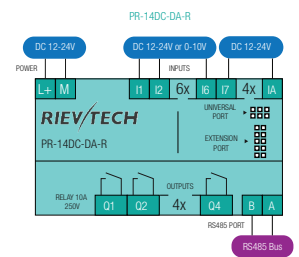 PR-14DC-DA-R
DC 12-24V DC 12-24V or 0-10V DC 12-24V
POWER INPUTS
L+ M I1 I2 6x I6 I7 4x IA
RIEVTECH
UNIVERSAL
PORT
PR-14DC-DA-R
EXTENSION
PORT
RELAY 10A
250V
OUTPUTS
Q1 Q2 4x Q4 B A
RS485 PORT
RS485 Bus